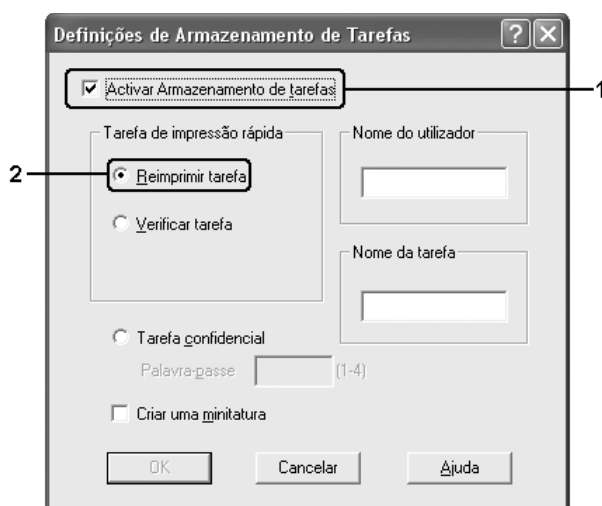 Definições de Armazenamento de Tarefas
Activar Armazenamento de tarefas
1
Tarefa de impressão rápida
Nome do utilizador
2
Reimprimir tarefa
Verificar tarefa
Nome da tarefa
Tarefa confidencial
Palavra-passe (1-4)
Criar uma minitatura
OK Cancelar Ajuda